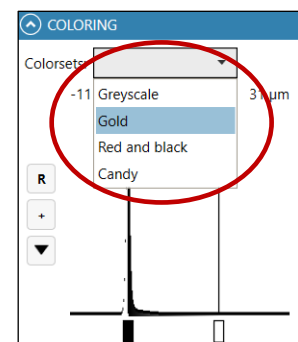 COLORING
Colorsets:
-11 Greyscale 31 µm
Gold
Red and black
Candy
R
+